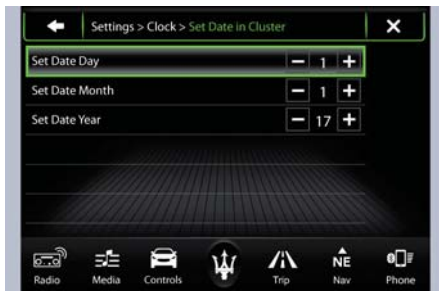 Settings > Clock > Set Date in Cluster
Set Date Day 1
Set Date Month 1
Set Date Year 17
NE
Radio Media Controls Trip Nav Phone